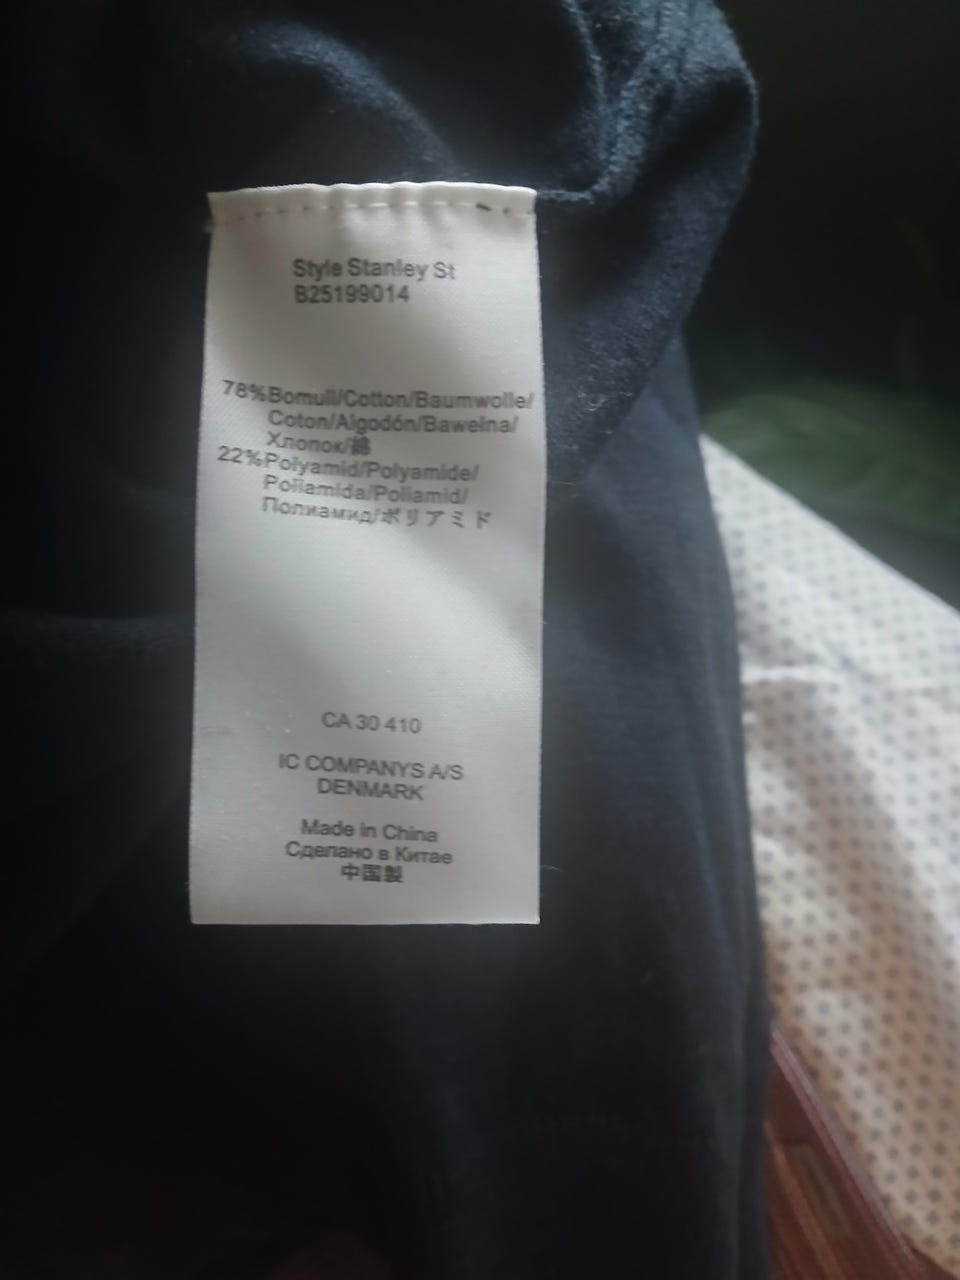 Style Stanley St
B25199014
78%Bomull/Cotton/Baumwolle/
Coton/Algodón/Bawełna/
Хлопок/綿
22%Polyamid/Polyamide/
Poliamida/Poliamid/
Полиамид/ポリアミド
CA 30 410
IC COMPANYS A/S
DENMARK
Made in China
Сделано в Китае
中国製